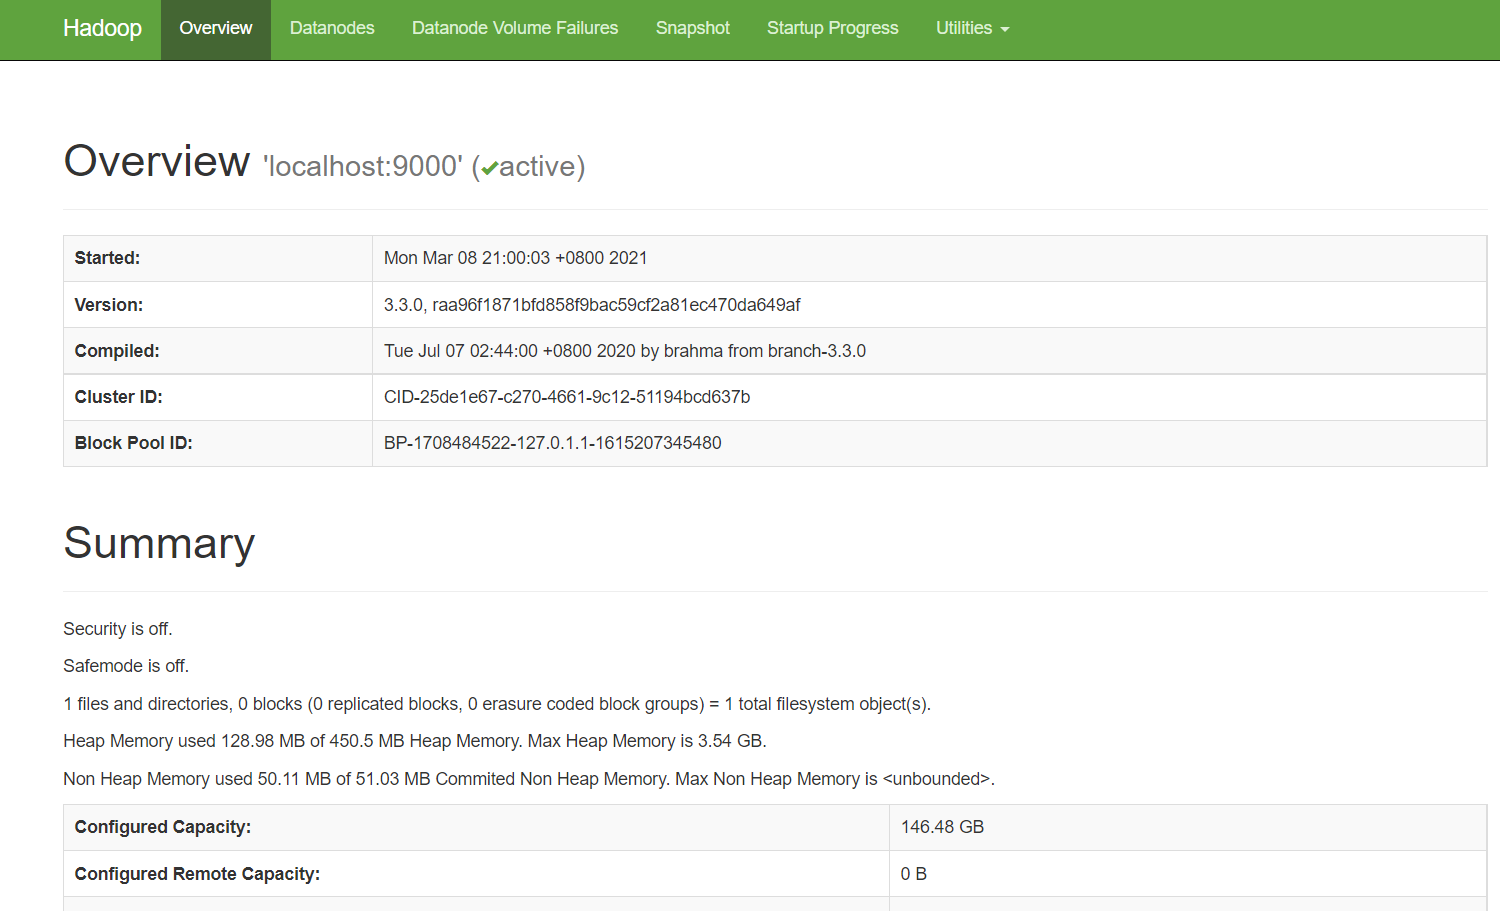 Hadoop Overview Datanodes Datanode Volume Failures Snapshot Startup Progress Utilities
Overview 'localhost:9000' (✔active)
Started: Mon Mar 08 21:00:03 +0800 2021
Version: 3.3.0, raa96f1871bfd858f9bac59cf2a81ec470da649af
Compiled: Tue Jul 07 02:44:00 +0800 2020 by brahma from branch-3.3.0
Cluster ID: CID-25de1e67-c270-4661-9c12-51194bcd637b
Block Pool ID: BP-1708484522-127.0.1.1-1615207345480
Summary
Security is off.
Safemode is off.
1 files and directories, 0 blocks (0 replicated blocks, 0 erasure coded block groups) = 1 total filesystem object(s).
Heap Memory used 128.98 MB of 450.5 MB Heap Memory. Max Heap Memory is 3.54 GB.
Non Heap Memory used 50.11 MB of 51.03 MB Commited Non Heap Memory. Max Non Heap Memory is <unbounded>.
Configured Capacity: 146.48 GB
Configured Remote Capacity: 0 B